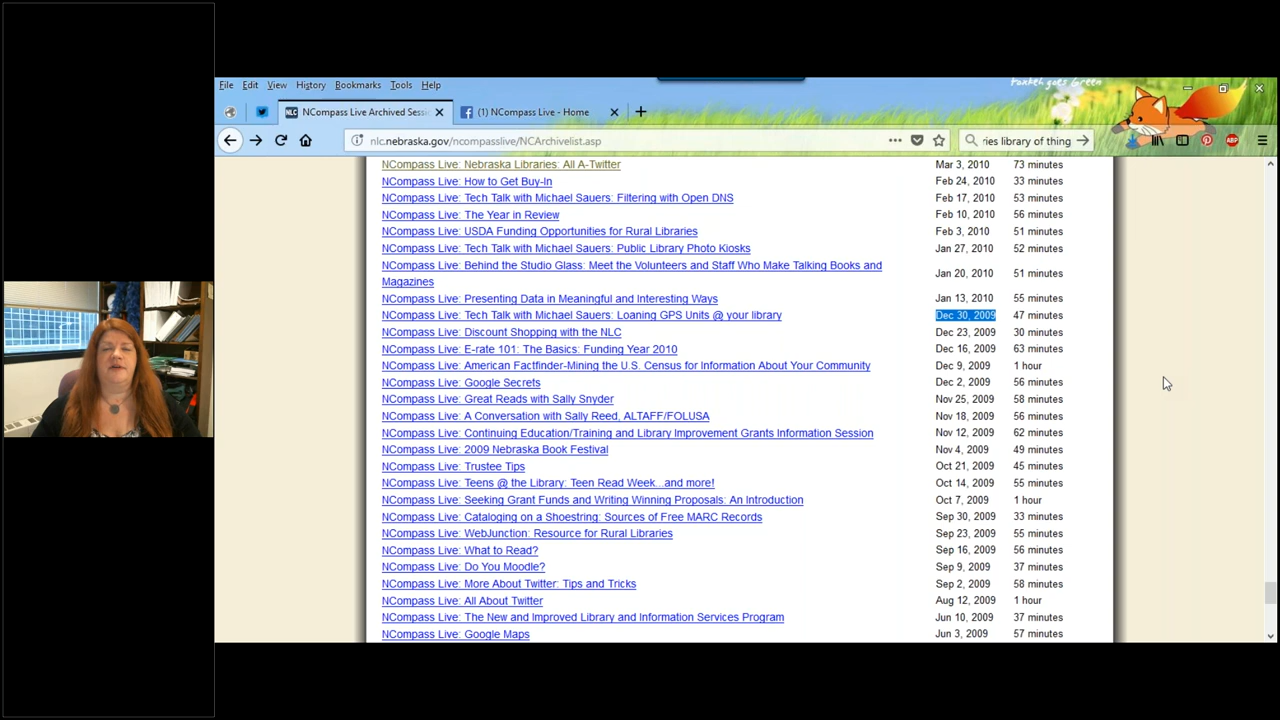 Foxkeh goes Green
File Edit View History Bookmarks Tools Help
NLC NCompass Live Archived Sessi
(1) NCompass Live - Home
nlc.nebraska.gov/ncompasslive/NCArchivelist.asp
ries library of thing
ABP
NCompass Live: Nebraska Libraries: All A-Twitter Mar 3, 2010 73 minutes
NCompass Live: How to Get Buy-In Feb 24, 2010 33 minutes
NCompass Live: Tech Talk with Michael Sauers: Filtering with Open DNS Feb 17, 2010 53 minutes
NCompass Live: The Year in Review Feb 10, 2010 56 minutes
NCompass Live: USDA Funding Opportunities for Rural Libraries Feb 3, 2010 51 minutes
NCompass Live: Tech Talk with Michael Sauers: Public Library Photo Kiosks Jan 27, 2010 52 minutes
NCompass Live: Behind the Studio Glass: Meet the Volunteers and Staff Who Make Talking Books and
Magazines Jan 20, 2010 51 minutes
NCompass Live: Presenting Data in Meaningful and Interesting Ways Jan 13, 2010 55 minutes
NCompass Live: Tech Talk with Michael Sauers: Loaning GPS Units @ your library Dec 30, 2009 47 minutes
NCompass Live: Discount Shopping with the NLC Dec 23, 2009 30 minutes
NCompass Live: E-rate 101: The Basics: Funding Year 2010 Dec 16, 2009 63 minutes
NCompass Live: American Factfinder-Mining the U.S. Census for Information About Your Community Dec 9, 2009 1 hour
NCompass Live: Google Secrets Dec 2, 2009 56 minutes
NCompass Live: Great Reads with Sally Snyder Nov 25, 2009 58 minutes
NCompass Live: A Conversation with Sally Reed, ALTAFF/FOLUSA Nov 18, 2009 56 minutes
NCompass Live: Continuing Education/Training and Library Improvement Grants Information Session Nov 12, 2009 62 minutes
NCompass Live: 2009 Nebraska Book Festival Nov 4, 2009 49 minutes
NCompass Live: Trustee Tips Oct 21, 2009 45 minutes
NCompass Live: Teens @ the Library: Teen Read Week...and more! Oct 14, 2009 55 minutes
NCompass Live: Seeking Grant Funds and Writing Winning Proposals: An Introduction Oct 7, 2009 1 hour
NCompass Live: Cataloging on a Shoestring: Sources of Free MARC Records Sep 30, 2009 33 minutes
NCompass Live: WebJunction: Resource for Rural Libraries Sep 23, 2009 55 minutes
NCompass Live: What to Read? Sep 16, 2009 56 minutes
NCompass Live: Do You Moodle? Sep 9, 2009 37 minutes
NCompass Live: More About Twitter: Tips and Tricks Sep 2, 2009 58 minutes
NCompass Live: All About Twitter Aug 12, 2009 1 hour
NCompass Live: The New and Improved Library and Information Services Program Jun 10, 2009 37 minutes
NCompass Live: Google Maps Jun 3, 2009 57 minutes